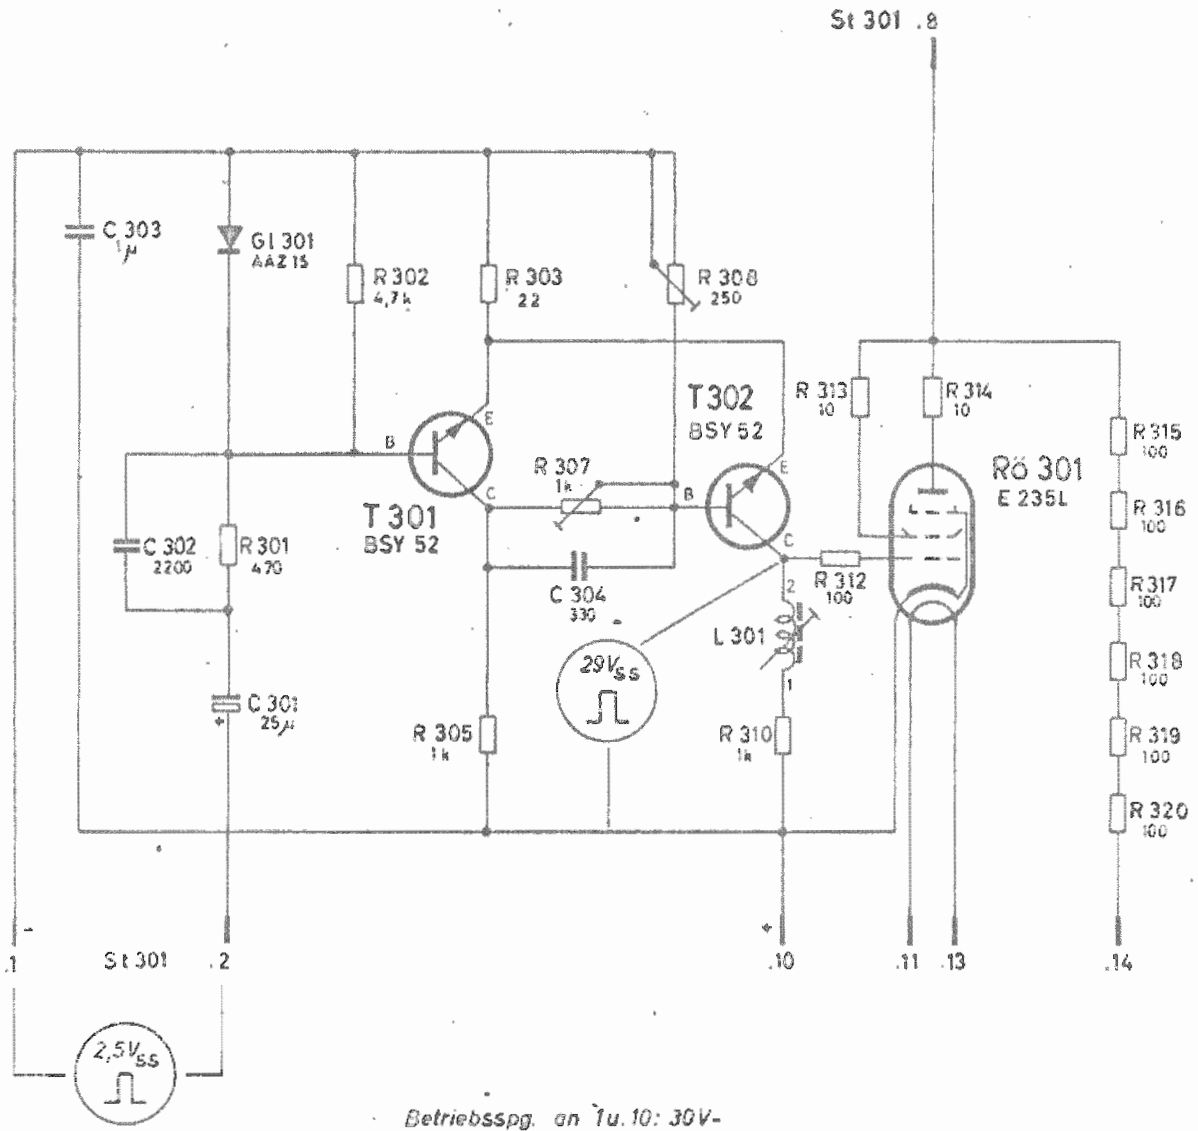 St 301 .8
C 303
1µ
Gl 301
AAZ 15
R 302
4,7k
R 303
22
R 308
250
T 302
BSY 52
R 313
10
R 314
10
R 315
100
Rö 301
E 235L
R 316
100
B
E
C
T 301
BSY 52
R 307
1k
B
E
C
C 302
2200
R 301
470
C 304
330
R 312
100
R 317
100
2
L 301
1
29Vss
R 318
100
C 301
25µ
+
R 305
1k
R 310
1k
R 319
100
R 320
100
-
+
.1
St 301
.2
.10
.11
.13
.14
2,5Vss
Betriebsspg. an 1u.10: 30V-